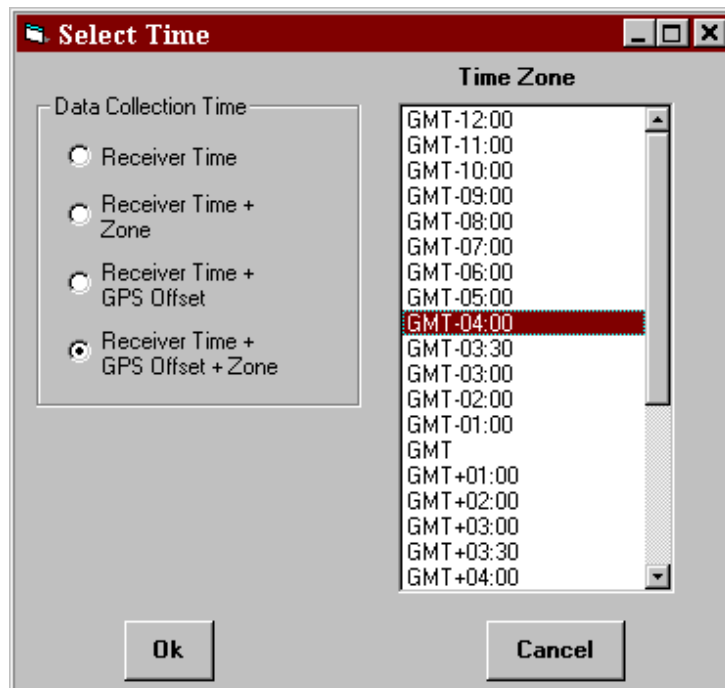 Select Time
Data Collection Time
Receiver Time
Receiver Time +
Zone
Receiver Time +
GPS Offset
Receiver Time +
GPS Offset + Zone
Time Zone
GMT-12:00
GMT-11:00
GMT-10:00
GMT-09:00
GMT-08:00
GMT-07:00
GMT-06:00
GMT-05:00
GMT-04:00
GMT-03:30
GMT-03:00
GMT-02:00
GMT-01:00
GMT
GMT+01:00
GMT+02:00
GMT+03:00
GMT+03:30
GMT+04:00
Ok
Cancel